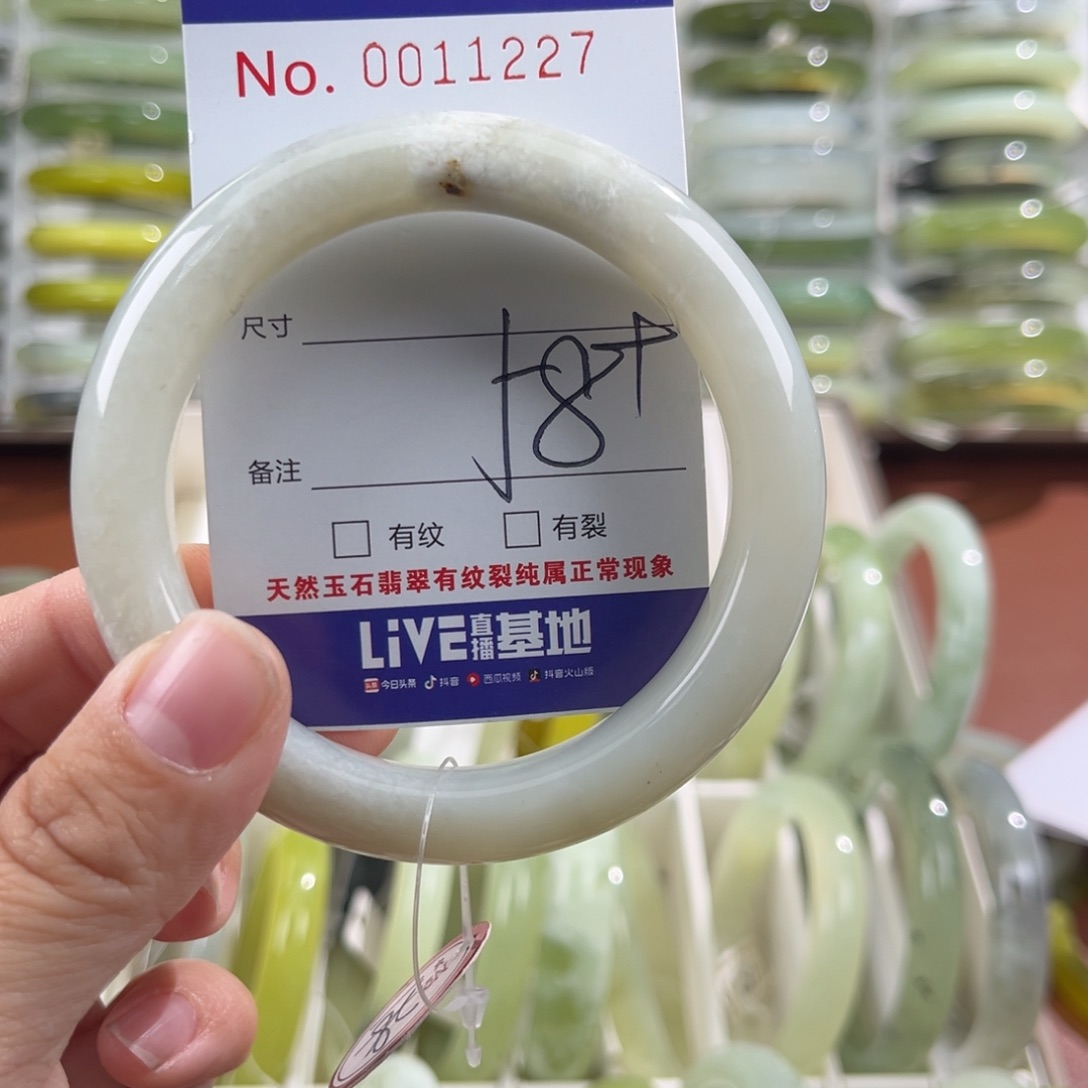 No. 0011227
尺寸
备注
有纹 有裂
天然玉石翡翠有纹裂纯属正常现象
LiVE直播基地
头条 今日头条 抖音 西瓜视频 抖音火山版